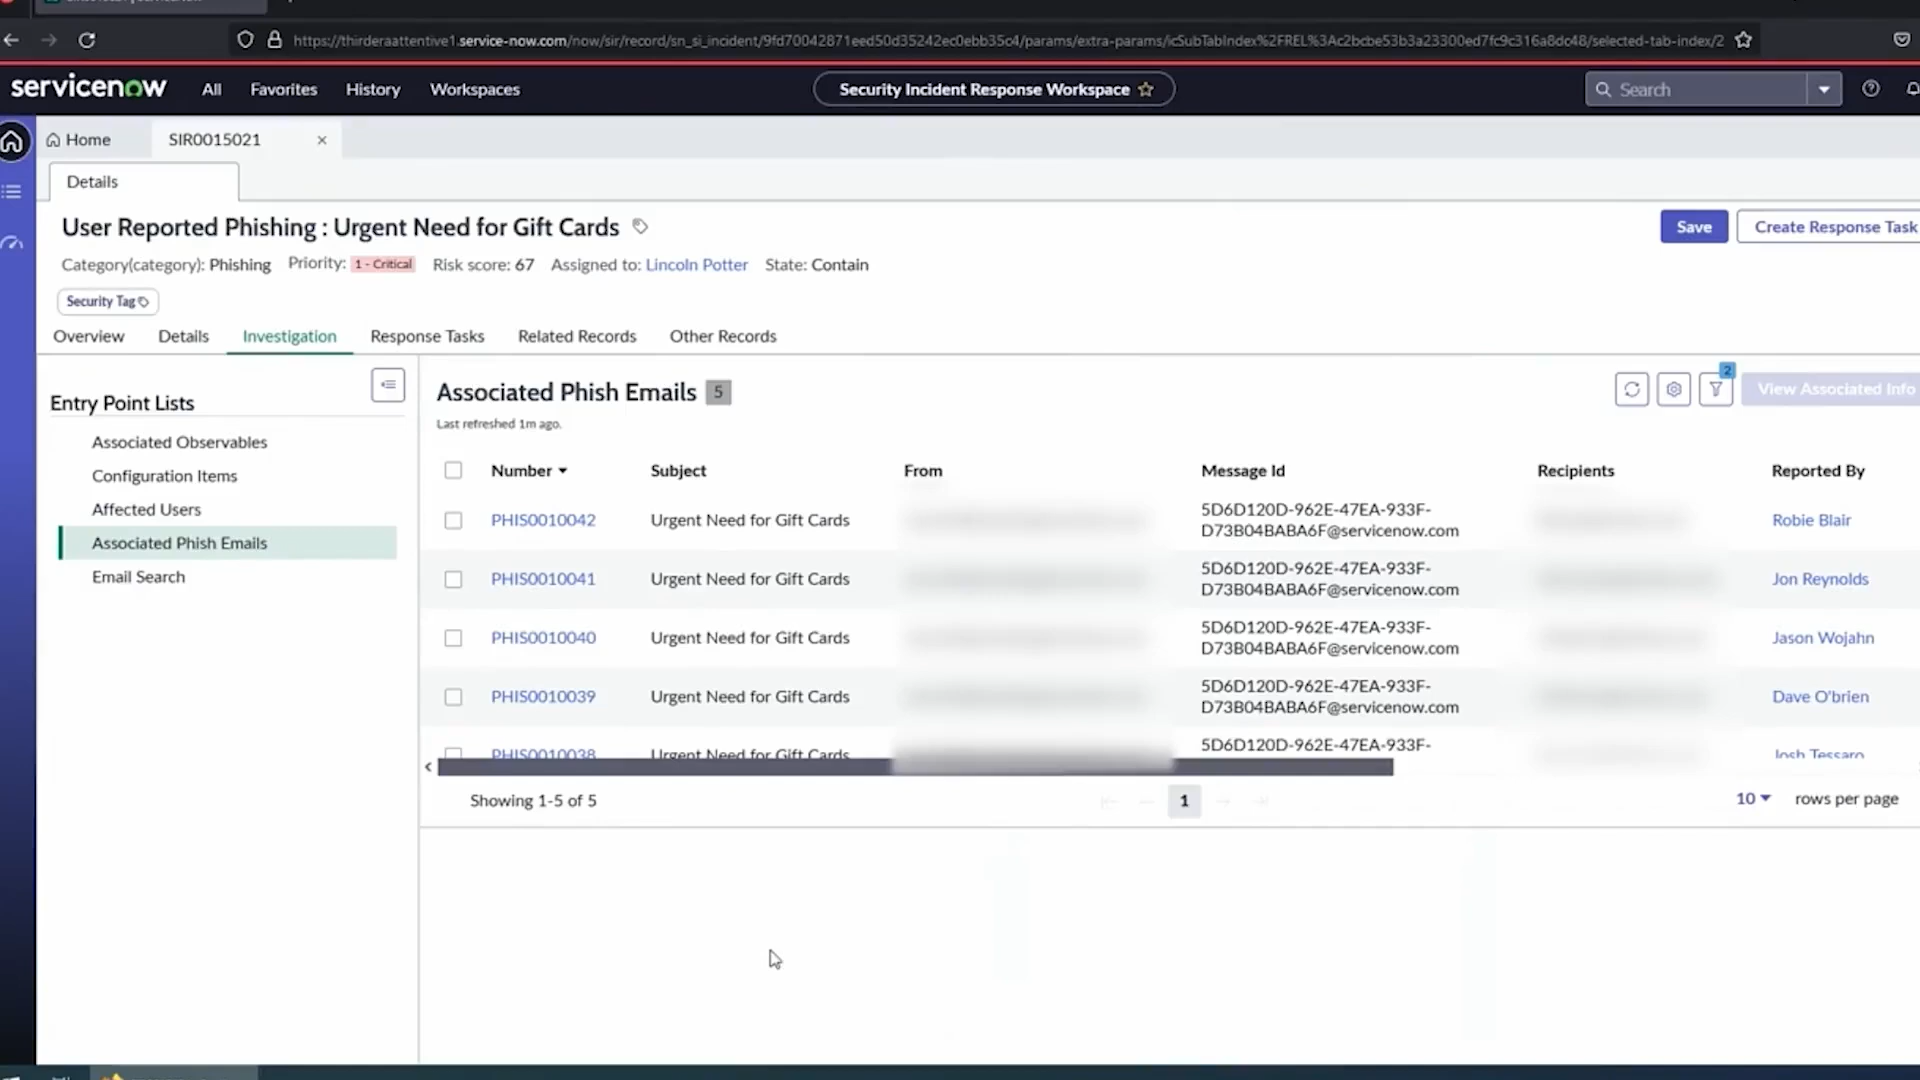 https://thirderaattentive1.service-now.com/now/sir/record/sn_si_incident/9fd70042871eed50d35242ec0ebb35c4/params/extra-params/icSubTabIndex%2FREL%3Ac2bcbe53b3a23300ed7fc9c316a8dc48/selected-tab-index/2
servicenow All Favorites History Workspaces Security Incident Response Workspace Search
Home SIR0015021
Details
User Reported Phishing : Urgent Need for Gift Cards Save Create Response Task
Category(category): Phishing Priority: 1 - Critical Risk score: 67 Assigned to: Lincoln Potter State: Contain
Security Tag
Overview Details Investigation Response Tasks Related Records Other Records
Entry Point Lists
Associated Observables
Configuration Items
Affected Users
Associated Phish Emails
Email Search
Associated Phish Emails 5 2 View Associated Info
Last refreshed 1m ago.
Number Subject From Message Id Recipients Reported By
PHIS0010042 Urgent Need for Gift Cards 5D6D120D-962E-47EA-933F-
D73B04BABA6F@servicenow.com Robie Blair
PHIS0010041 Urgent Need for Gift Cards 5D6D120D-962E-47EA-933F-
D73B04BABA6F@servicenow.com Jon Reynolds
PHIS0010040 Urgent Need for Gift Cards 5D6D120D-962E-47EA-933F-
D73B04BABA6F@servicenow.com Jason Wojahn
PHIS0010039 Urgent Need for Gift Cards 5D6D120D-962E-47EA-933F-
D73B04BABA6F@servicenow.com Dave O'brien
PHIS0010038 Urgent Need for Gift Cards 5D6D120D-962E-47EA-933F- Josh Tessaro
Showing 1-5 of 5 1 10 rows per page